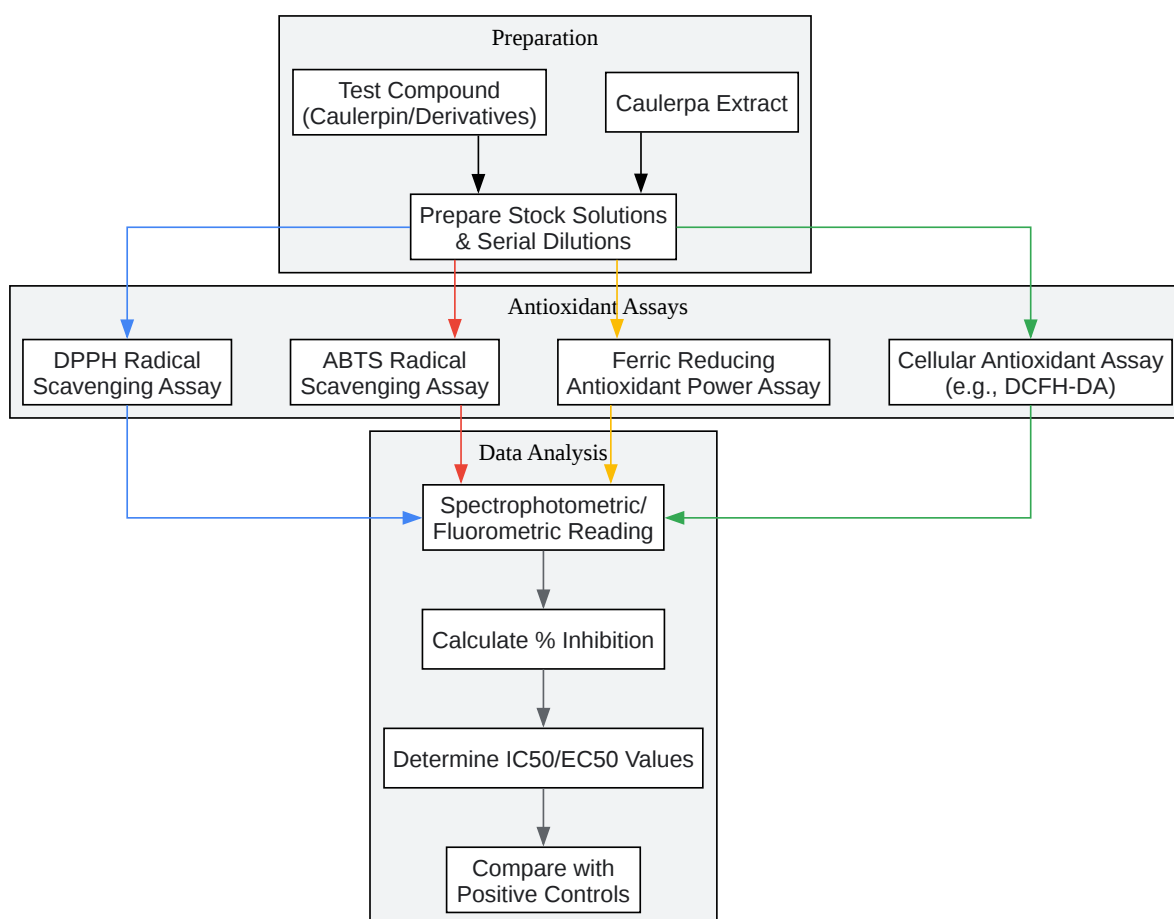 Preparation
Test Compound
(Caulerpin/Derivatives)
Caulerpa Extract
Prepare Stock Solutions
& Serial Dilutions
Antioxidant Assays
DPPH Radical
Scavenging Assay
ABTS Radical
Scavenging Assay
Ferric Reducing
Antioxidant Power Assay
Cellular Antioxidant Assay
(e.g., DCFH-DA)
Data Analysis
Spectrophotometric/
Fluorometric Reading
Calculate % Inhibition
Determine IC50/EC50 Values
Compare with
Positive Controls